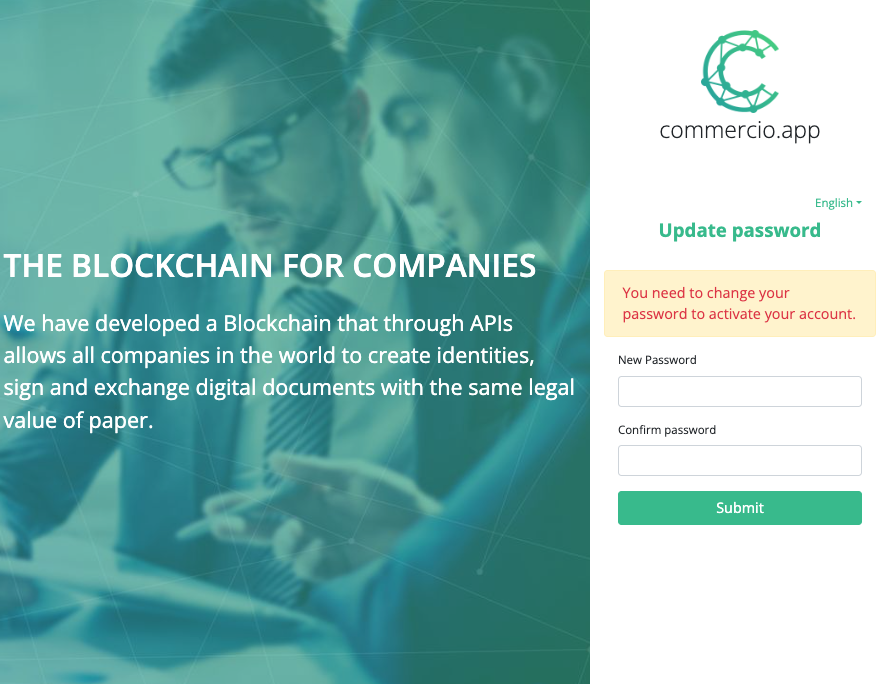 THE BLOCKCHAIN FOR COMPANIES
We have developed a Blockchain that through APIs
allows all companies in the world to create identities,
sign and exchange digital documents with the same legal
value of paper.
commercio.app
English
Update password
You need to change your
password to activate your account.
New Password
Confirm password
Submit